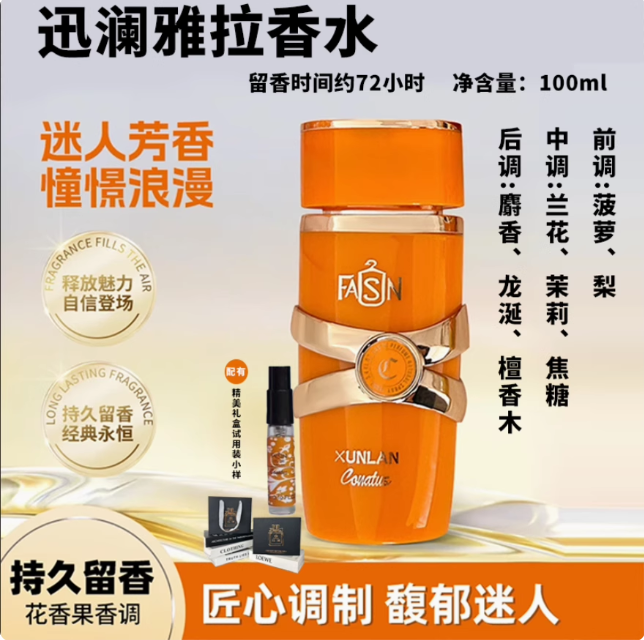 迅澜雅拉香水
留香时间约72小时 净含量：100ml
迷人芳香
憧憬浪漫
前调:菠萝、梨
中调:兰花、茉莉、焦糖
后调:麝香、龙涎、檀香木
FRAGRANCE FILLS THE AIR
释放魅力
自信登场
LONG LASTING FRAGRANCE
持久留香
经典永恒
配有
精美礼盒试用装小样
FASN
C
XUNLAN
Conatus
LOEWE
持久留香
花香果香调
匠心调制 馥郁迷人